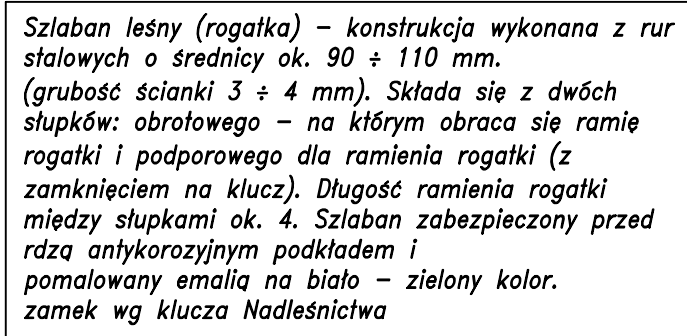 Szlaban leśny (rogatka) – konstrukcja wykonana z rur
stalowych o średnicy ok. 90 ÷ 110 mm.
(grubość ścianki 3 ÷ 4 mm). Składa się z dwóch
słupków: obrotowego – na którym obraca się ramię
rogatki i podporowego dla ramienia rogatki (z
zamknięciem na klucz). Długość ramienia rogatki
między słupkami ok. 4. Szlaban zabezpieczony przed
rdzą antykorozyjnym podkładem i
pomalowany emalią na biało – zielony kolor.
zamek wg klucza Nadleśnictwa